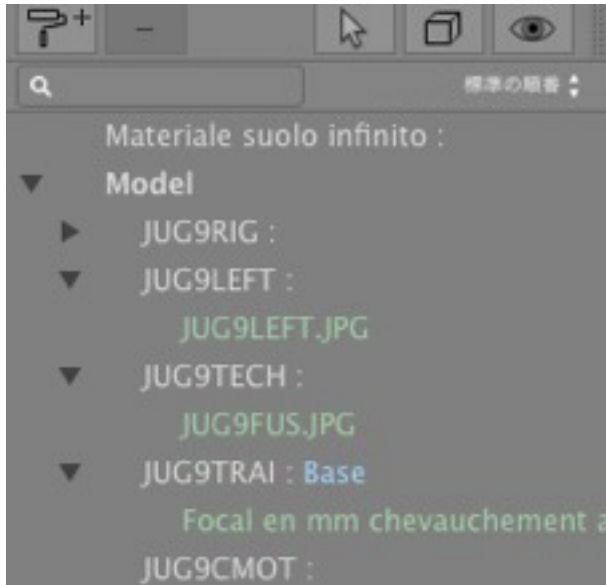 標準の順番
Materiale suolo infinito :
Model
JUG9RIG :
JUG9LEFT :
JUG9LEFT.JPG
JUG9TECH :
JUG9FUS.JPG
JUG9TRAI : Base
Focal en mm chevauchement a
JUG9CMOT :